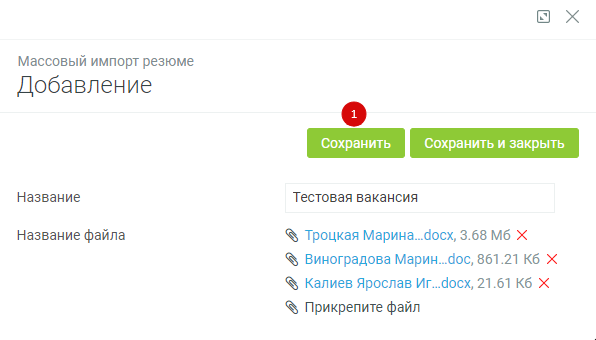 Массовый импорт резюме
Добавление
1
Сохранить Сохранить и закрыть
Название Тестовая вакансия
Название файла Троцкая Марина...docx, 3.68 Мб
Виноградова Марин...doc, 861.21 Кб
Калиев Ярослав Иг...docx, 21.61 Кб
Прикрепите файл